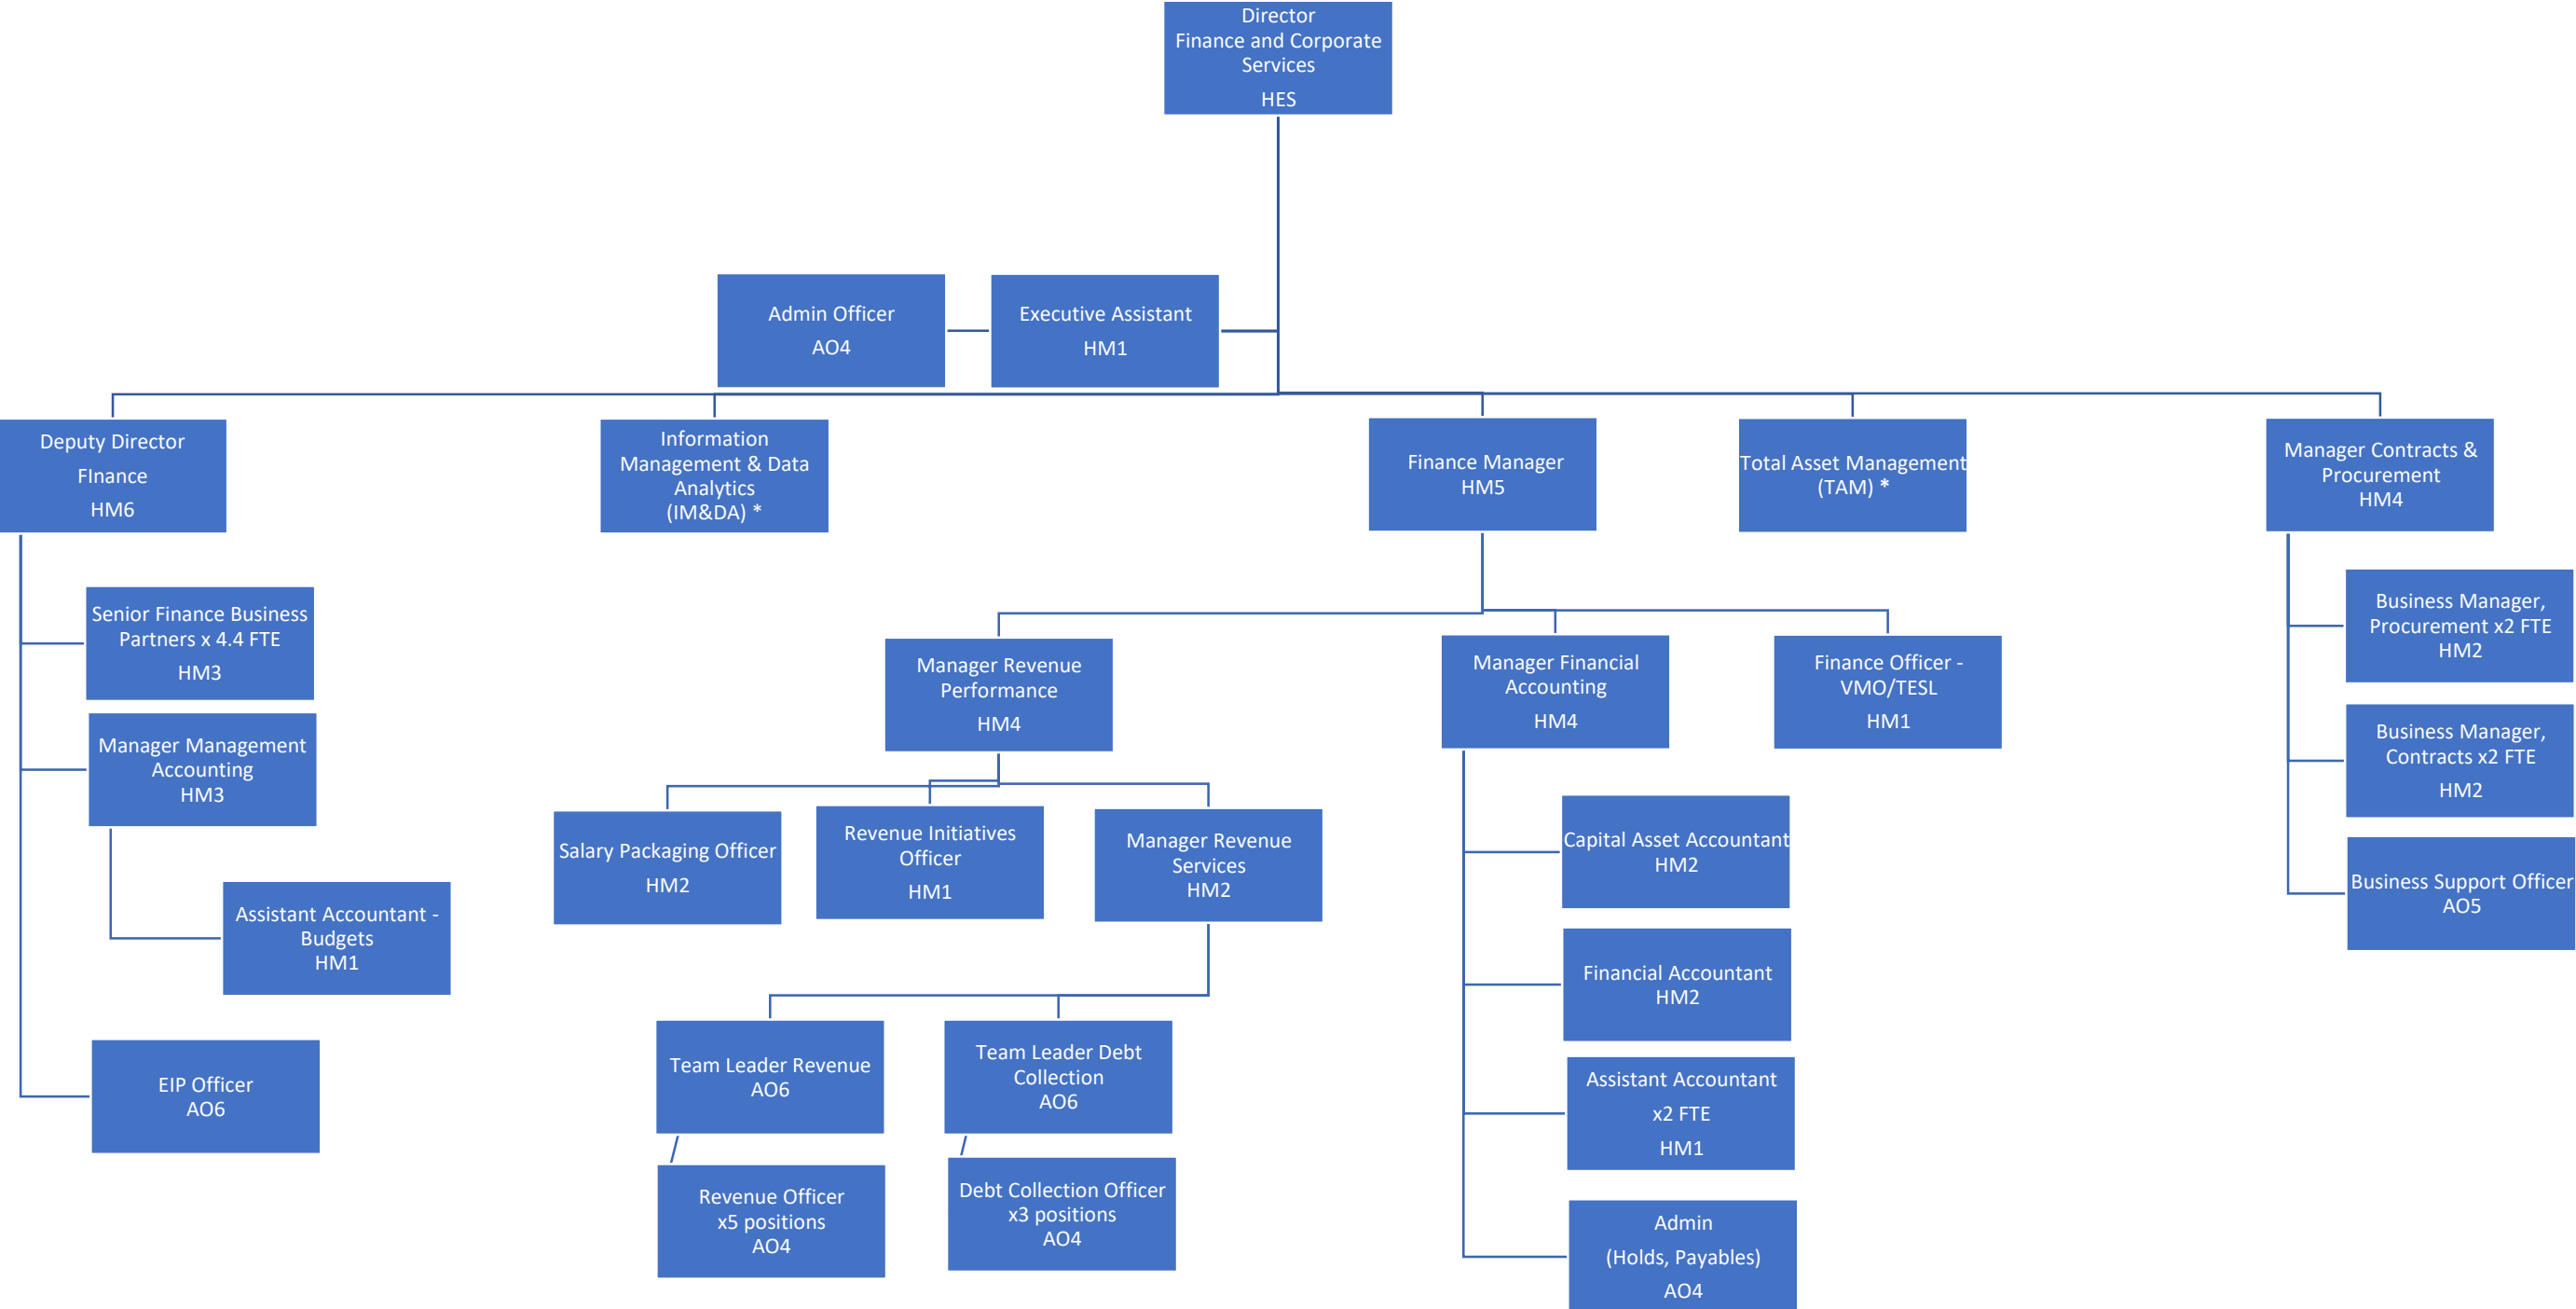 Director
Finance and Corporate
Services
HES
Admin Officer
AO4
Executive Assistant
HM1
Deputy Director
FInance
HM6
Information
Management & Data
Analytics
(IM&DA) *
Finance Manager
HM5
Total Asset Management
(TAM) *
Manager Contracts &
Procurement
HM4
Senior Finance Business
Partners x 4.4 FTE
HM3
Manager Management
Accounting
HM3
Assistant Accountant -
Budgets
HM1
EIP Officer
AO6
Manager Revenue
Performance
HM4
Manager Financial
Accounting
HM4
Finance Officer -
VMO/TESL
HM1
Salary Packaging Officer
HM2
Revenue Initiatives
Officer
HM1
Manager Revenue
Services
HM2
Team Leader Revenue
AO6
Team Leader Debt
Collection
AO6
Revenue Officer
x5 positions
AO4
Debt Collection Officer
x3 positions
AO4
Capital Asset Accountant
HM2
Financial Accountant
HM2
Assistant Accountant
x2 FTE
HM1
Admin
(Holds, Payables)
AO4
Business Manager,
Procurement x2 FTE
HM2
Business Manager,
Contracts x2 FTE
HM2
Business Support Officer
AO5